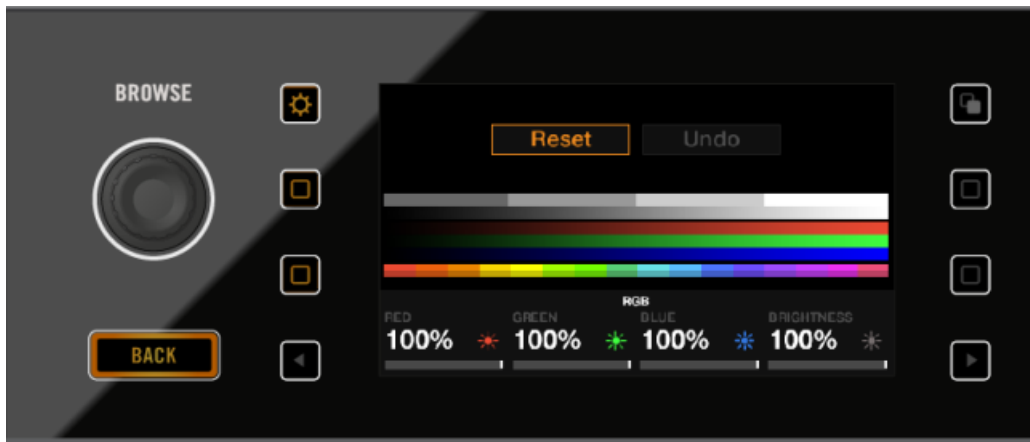 BROWSE
Reset Undo
RGB
RED GREEN BLUE BRIGHTNESS
100% 100% 100% 100%
BACK